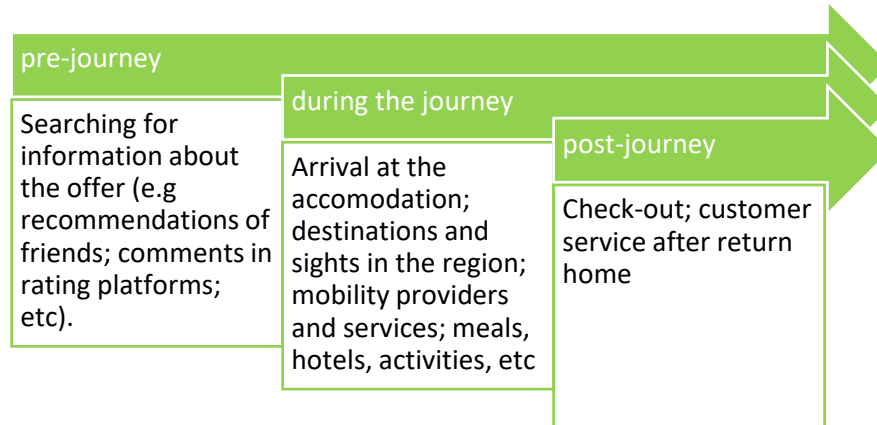 pre-journey
Searching for
information about
the offer (e.g
recommendations of
friends; comments in
rating platforms;
etc).
during the journey
Arrival at the
accomodation;
destinations and
sights in the region;
mobility providers
and services; meals,
hotels, activities, etc
post-journey
Check-out; customer
service after return
home